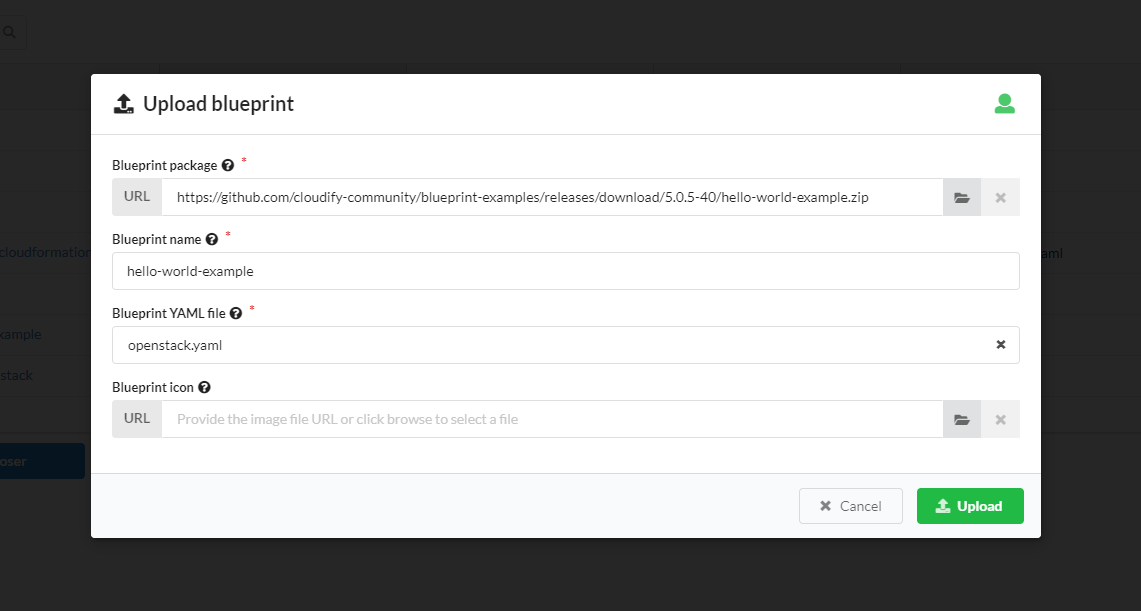 Upload blueprint
Blueprint package *
URL https://github.com/cloudify-community/blueprint-examples/releases/download/5.0.5-40/hello-world-example.zip
Blueprint name *
cloudformation
aml
hello-world-example
Blueprint YAML file *
xample
openstack.yaml
stack
Blueprint icon
URL Provide the image file URL or click browse to select a file
oser
Cancel Upload